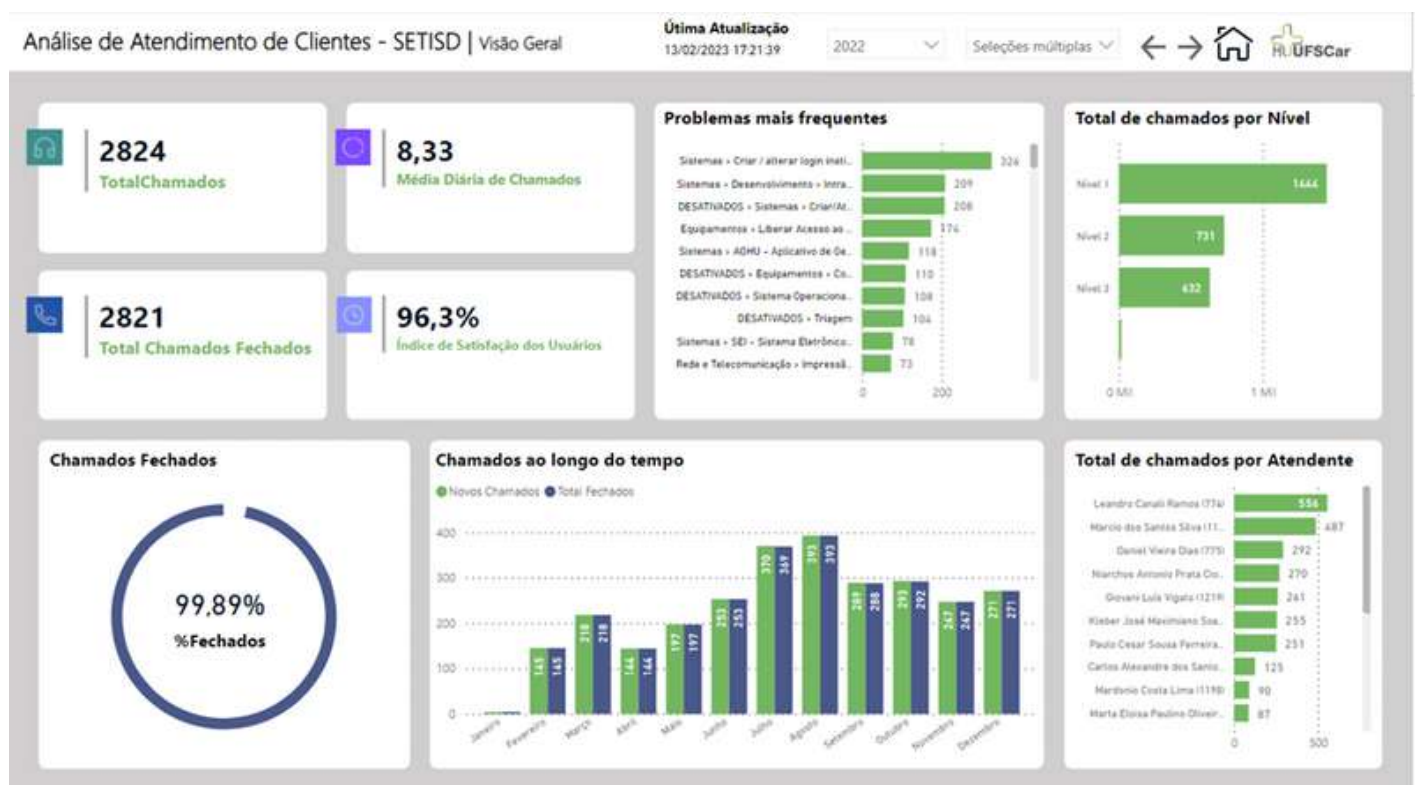 Análise de Atendimento de Clientes - SETISD | Visão Geral
Útima Atualização
13/02/2023 17:21:39
2022
Seleções múltiplas
HU UFSCar
2824
TotalChamados
8,33
Média Diária de Chamados
2821
Total Chamados Fechados
96,3%
Índice de Satisfação dos Usuários
Problemas mais frequentes
Sistemas » Criar / alterar login insti... 326
Sistemas » Desenvolvimento » Intra... 209
DESATIVADOS » Sistemas » Criar/At... 208
Equipamentos » Liberar Acesso ao ... 174
Sistemas » AGHU - Aplicativo de Ge... 118
DESATIVADOS » Equipamentos » Co... 110
DESATIVADOS » Sistema Operaciona... 108
DESATIVADOS » Triagem 104
Sistemas » SEI - Sistema Eletrônico... 78
Rede e Telecomunicação » Impressã... 73
0 200
Total de chamados por Nível
Nível 1 1444
Nível 2 731
Nível 3 632
0 Mil 1 Mil
Chamados Fechados
99,89%
%Fechados
Chamados ao longo do tempo
Novos Chamados Total Fechados
400
300
200
100
0
145 145 218 218 144 144 197 197 253 253 370 369 393 393 289 288 293 292 247 247 271 271
Janeiro Fevereiro Março Abril Maio Junho Julho Agosto Setembro Outubro Novembro Dezembro
Total de chamados por Atendente
Leandro Canali Ramos (774) 556
Marcio dos Santos Silva (11... 487
Daniel Vieira Dias (775) 292
Niarchos Antonio Prata 270
Giovani Luis Vigato (1219) 261
Kleber José Maximiano Soa... 255
Paulo Cesar Sousa Ferreira... 251
Carlos Alexandre dos Santo... 125
Mardonio Costa Lima (1198) 90
Marta Eloisa Paulino Oliveir... 87
0 500